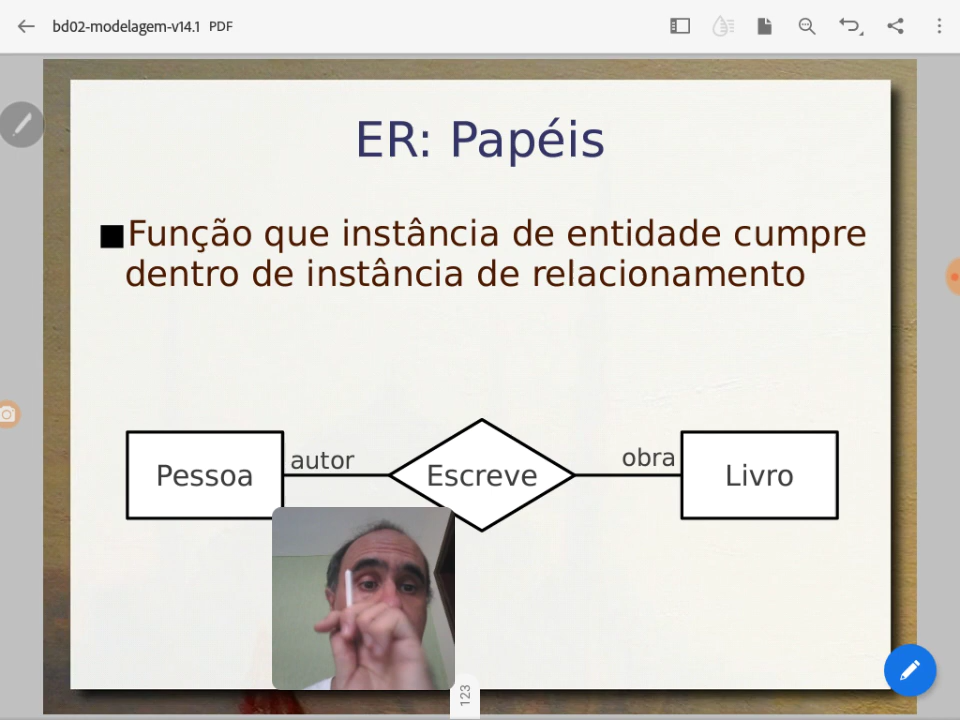 bd02-modelagem-v14.1 PDF
ER: Papéis
Função que instância de entidade cumpre
dentro de instância de relacionamento
Pessoa autor Escreve obra Livro
123